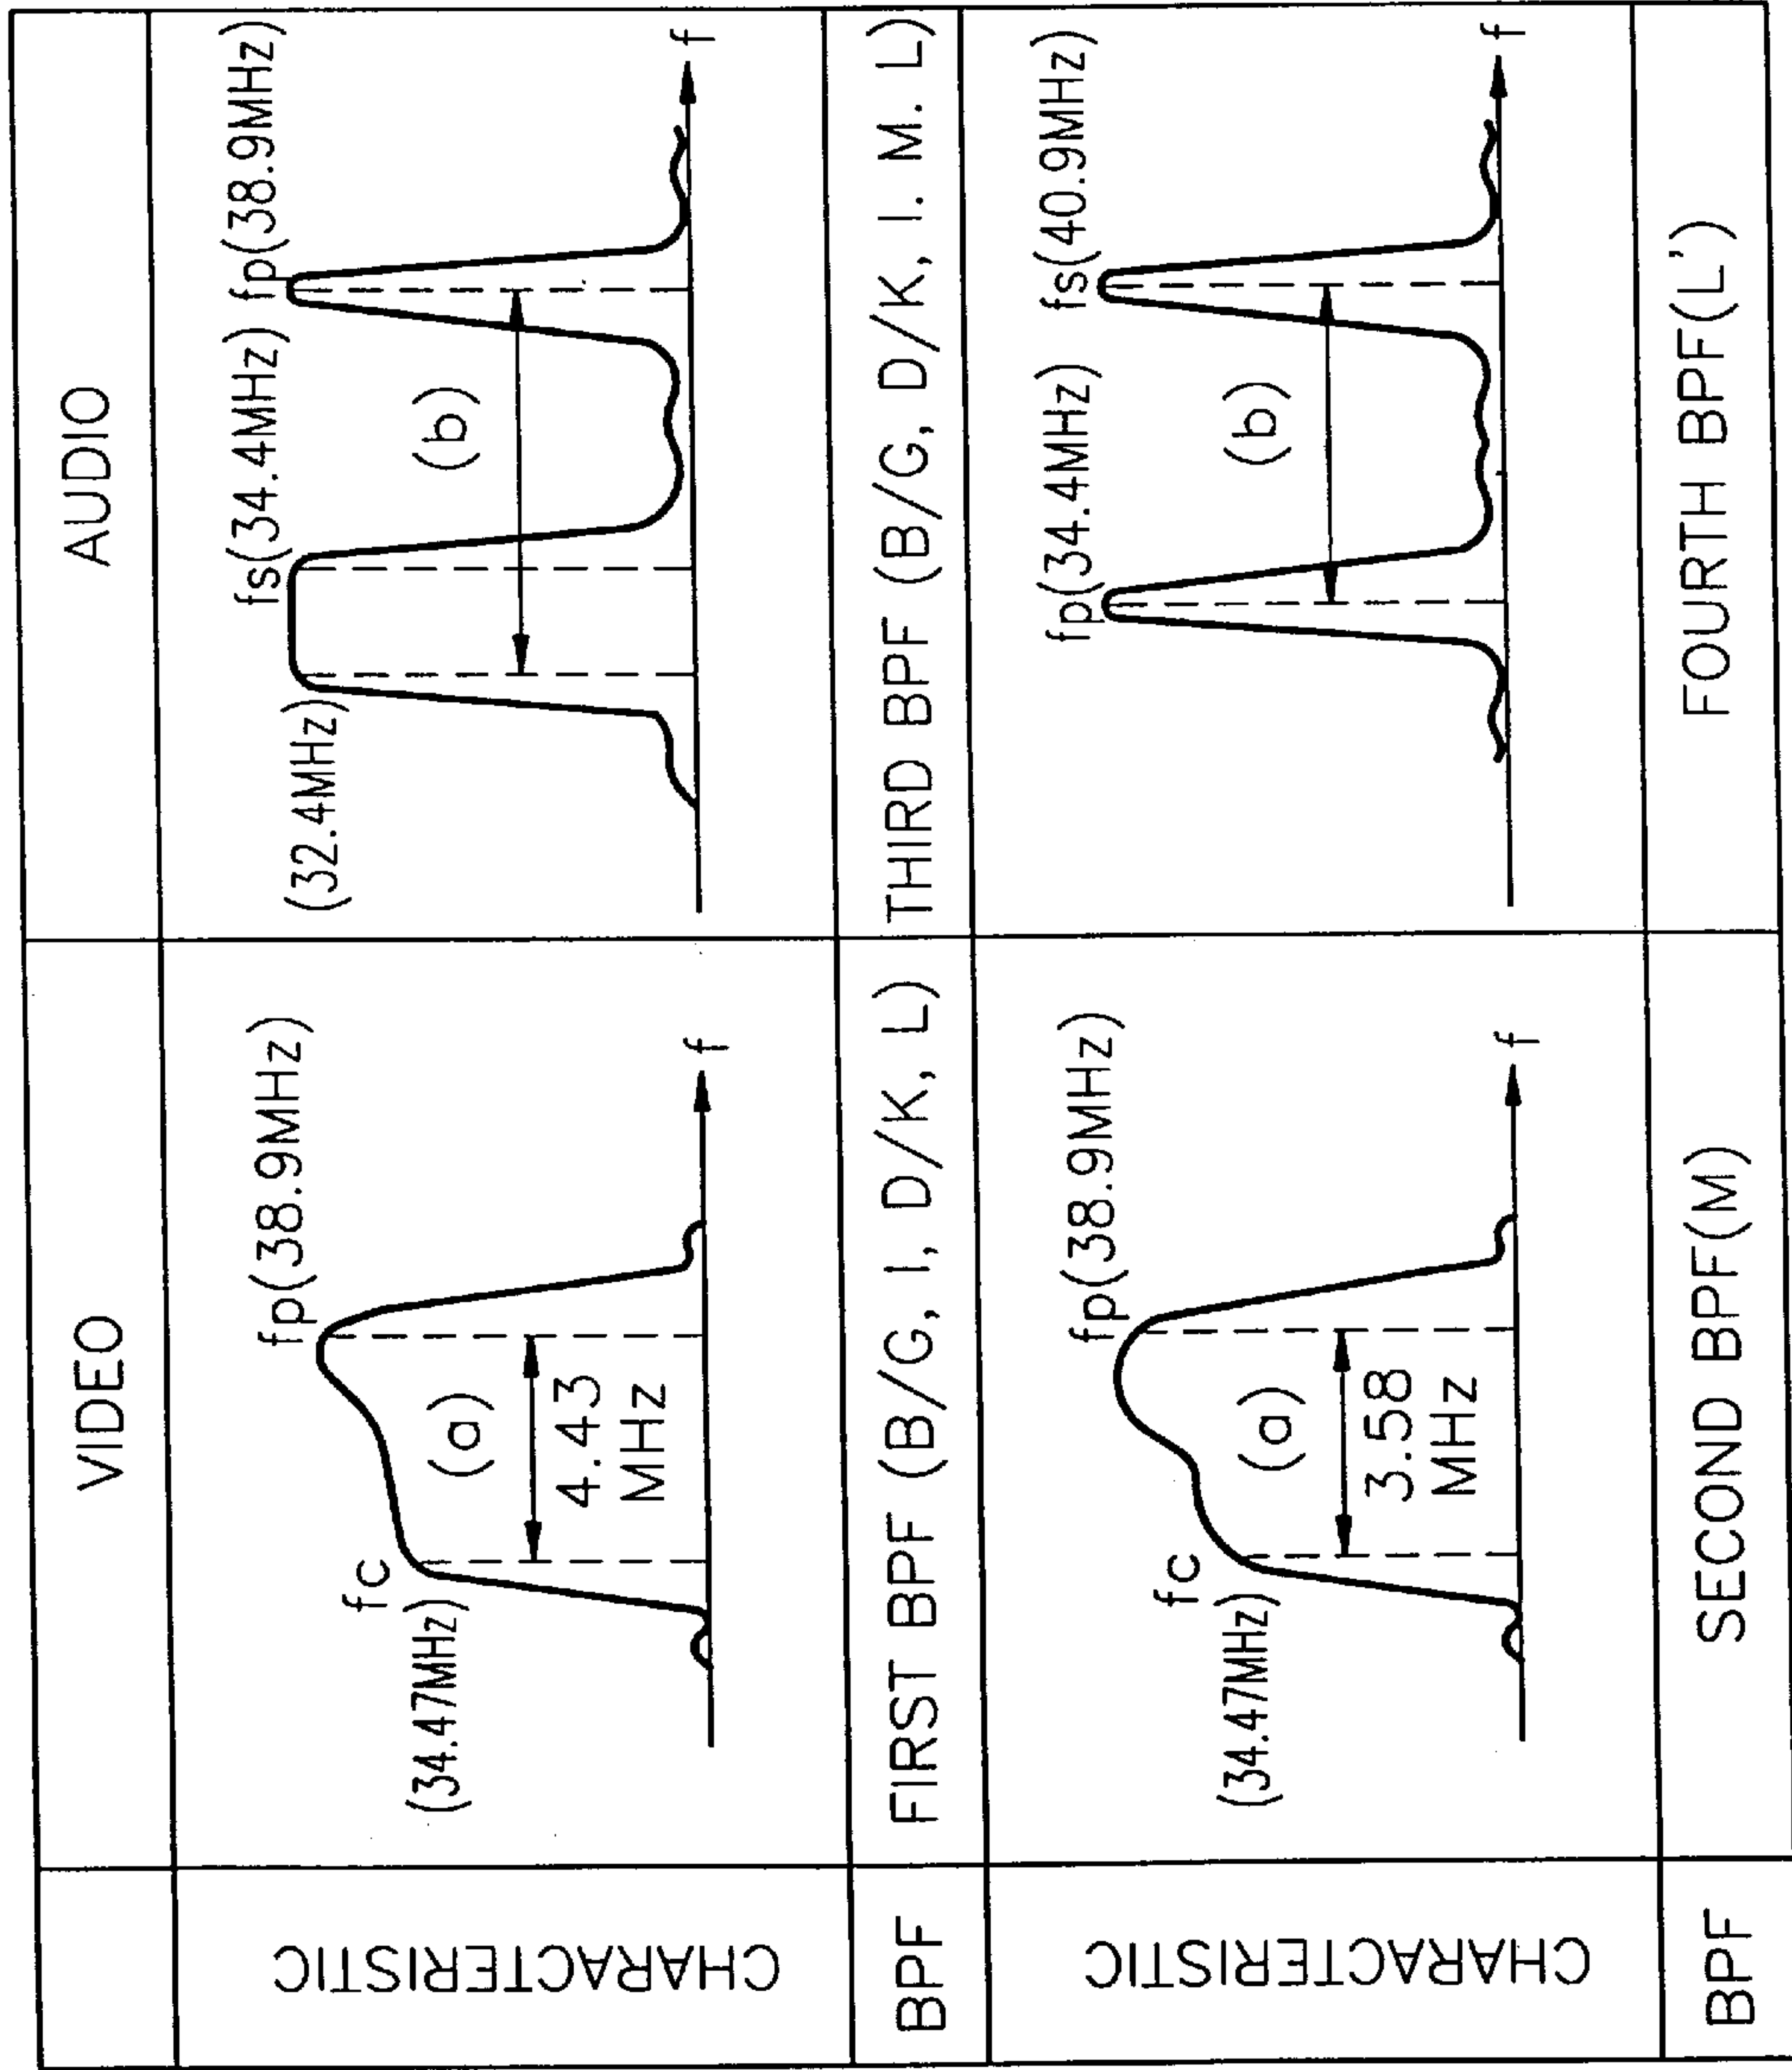 VIDEO
AUDIO
CHARACTERISTIC
fp(38.9MHz)
fc
(34.47MHz)
(a)
4.43
MHz
f
fs(34.4MHz) fp(38.9MHz)
(32.4MHz)
(b)
f
BPF
FIRST BPF (B/G, I, D/K, L)
THIRD BPF (B/G, D/K, I. M. L)
CHARACTERISTIC
fp(38.9MHz)
fc
(34.47MHz)
(a)
3.58
MHz
f
fp(34.4MHz) fs(40.9MHz)
(b)
f
BPF
SECOND BPF(M)
FOURTH BPF(L')